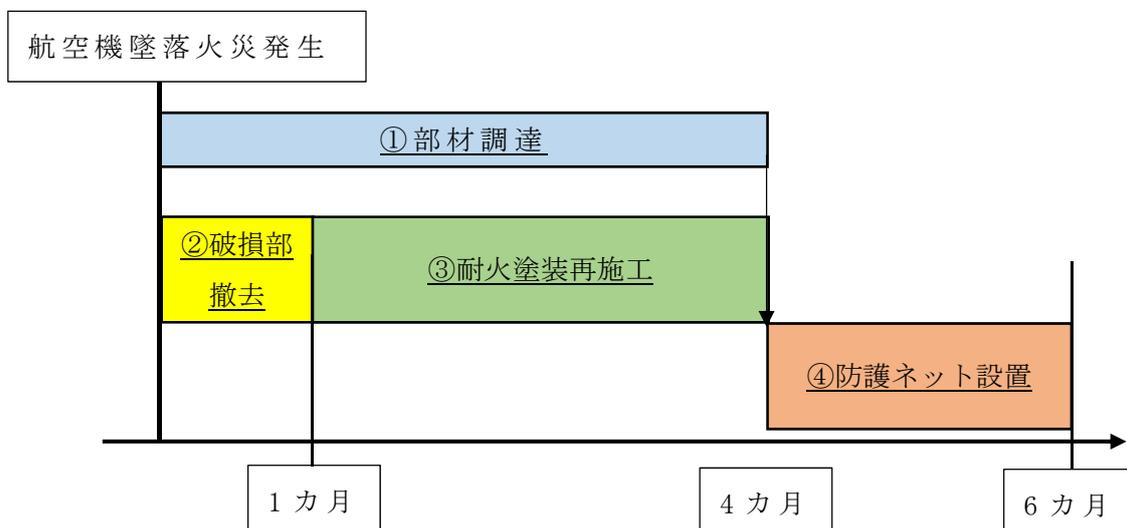 航空機墜落火災発生
①部材調達
②破損部
撤去
③耐火塗装再施工
④防護ネット設置
1カ月
4カ月
6カ月